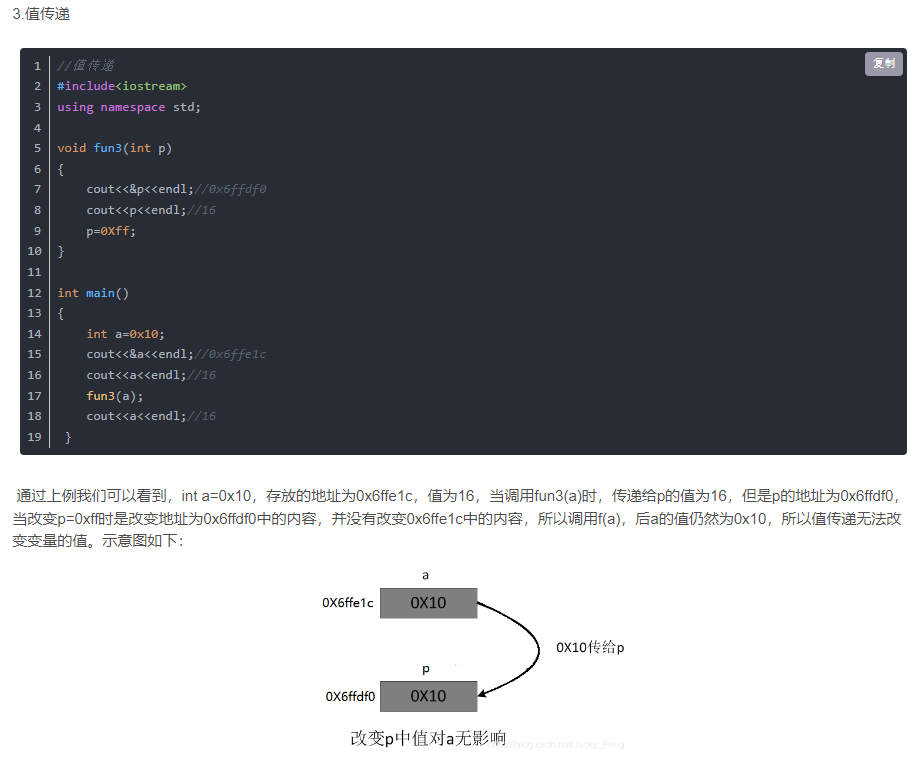 3.值传递
复制
1 //值传递
2 #include<iostream>
3 using namespace std;
4
5 void fun3(int p)
6 {
7 cout<<&p<<endl;//0x6ffdf0
8 cout<<p<<endl;//16
9 p=0Xff;
10 }
11
12 int main()
13 {
14 int a=0x10;
15 cout<<&a<<endl;//0x6ffe1c
16 cout<<a<<endl;//16
17 fun3(a);
18 cout<<a<<endl;//16
19 }
通过上例我们可以看到，int a=0x10，存放的地址为0x6ffe1c，值为16，当调用fun3(a)时，传递给p的值为16，但是p的地址为0x6ffdf0，
当改变p=0xff时是改变地址为0x6ffdf0中的内容，并没有改变0x6ffe1c中的内容，所以调用f(a)，后a的值仍然为0x10，所以值传递无法改
变变量的值。示意图如下：
a
0X6ffe1c 0X10
0X10传给p
p
0X6ffdf0 0X10
改变p中值对a无影响